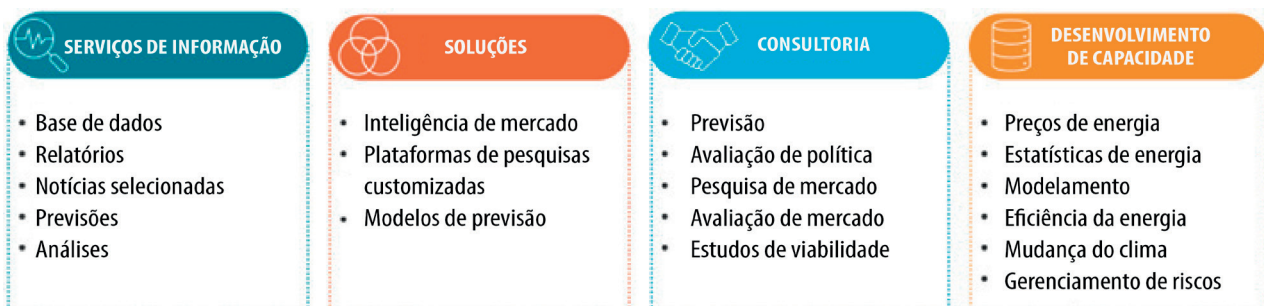 SERVIÇOS DE INFORMAÇÃO
• Base de dados
• Relatórios
• Notícias selecionadas
• Previsões
• Análises
SOLUÇÕES
• Inteligência de mercado
• Plataformas de pesquisas
customizadas
• Modelos de previsão
CONSULTORIA
• Previsão
• Avaliação de política
• Pesquisa de mercado
• Avaliação de mercado
• Estudos de viabilidade
DESENVOLVIMENTO
DE CAPACIDADE
• Preços de energia
• Estatísticas de energia
• Modelamento
• Eficiência da energia
• Mudança do clima
• Gerenciamento de riscos